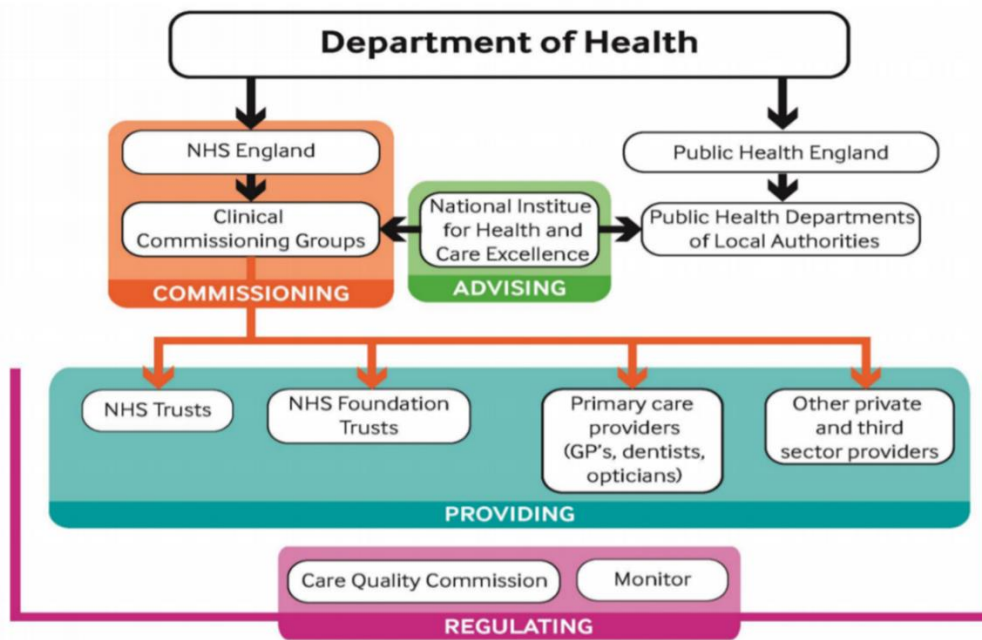 Department of Health
NHS England
Public Health England
Clinical
Commissioning Groups
National Institue
for Health and
Care Excellence
Public Health Departments
of Local Authorities
COMMISSIONING
ADVISING
NHS Trusts
NHS Foundation
Trusts
Primary care
providers
(GP's, dentists,
opticians)
Other private
and third
sector providers
PROVIDING
Care Quality Commission
Monitor
REGULATING